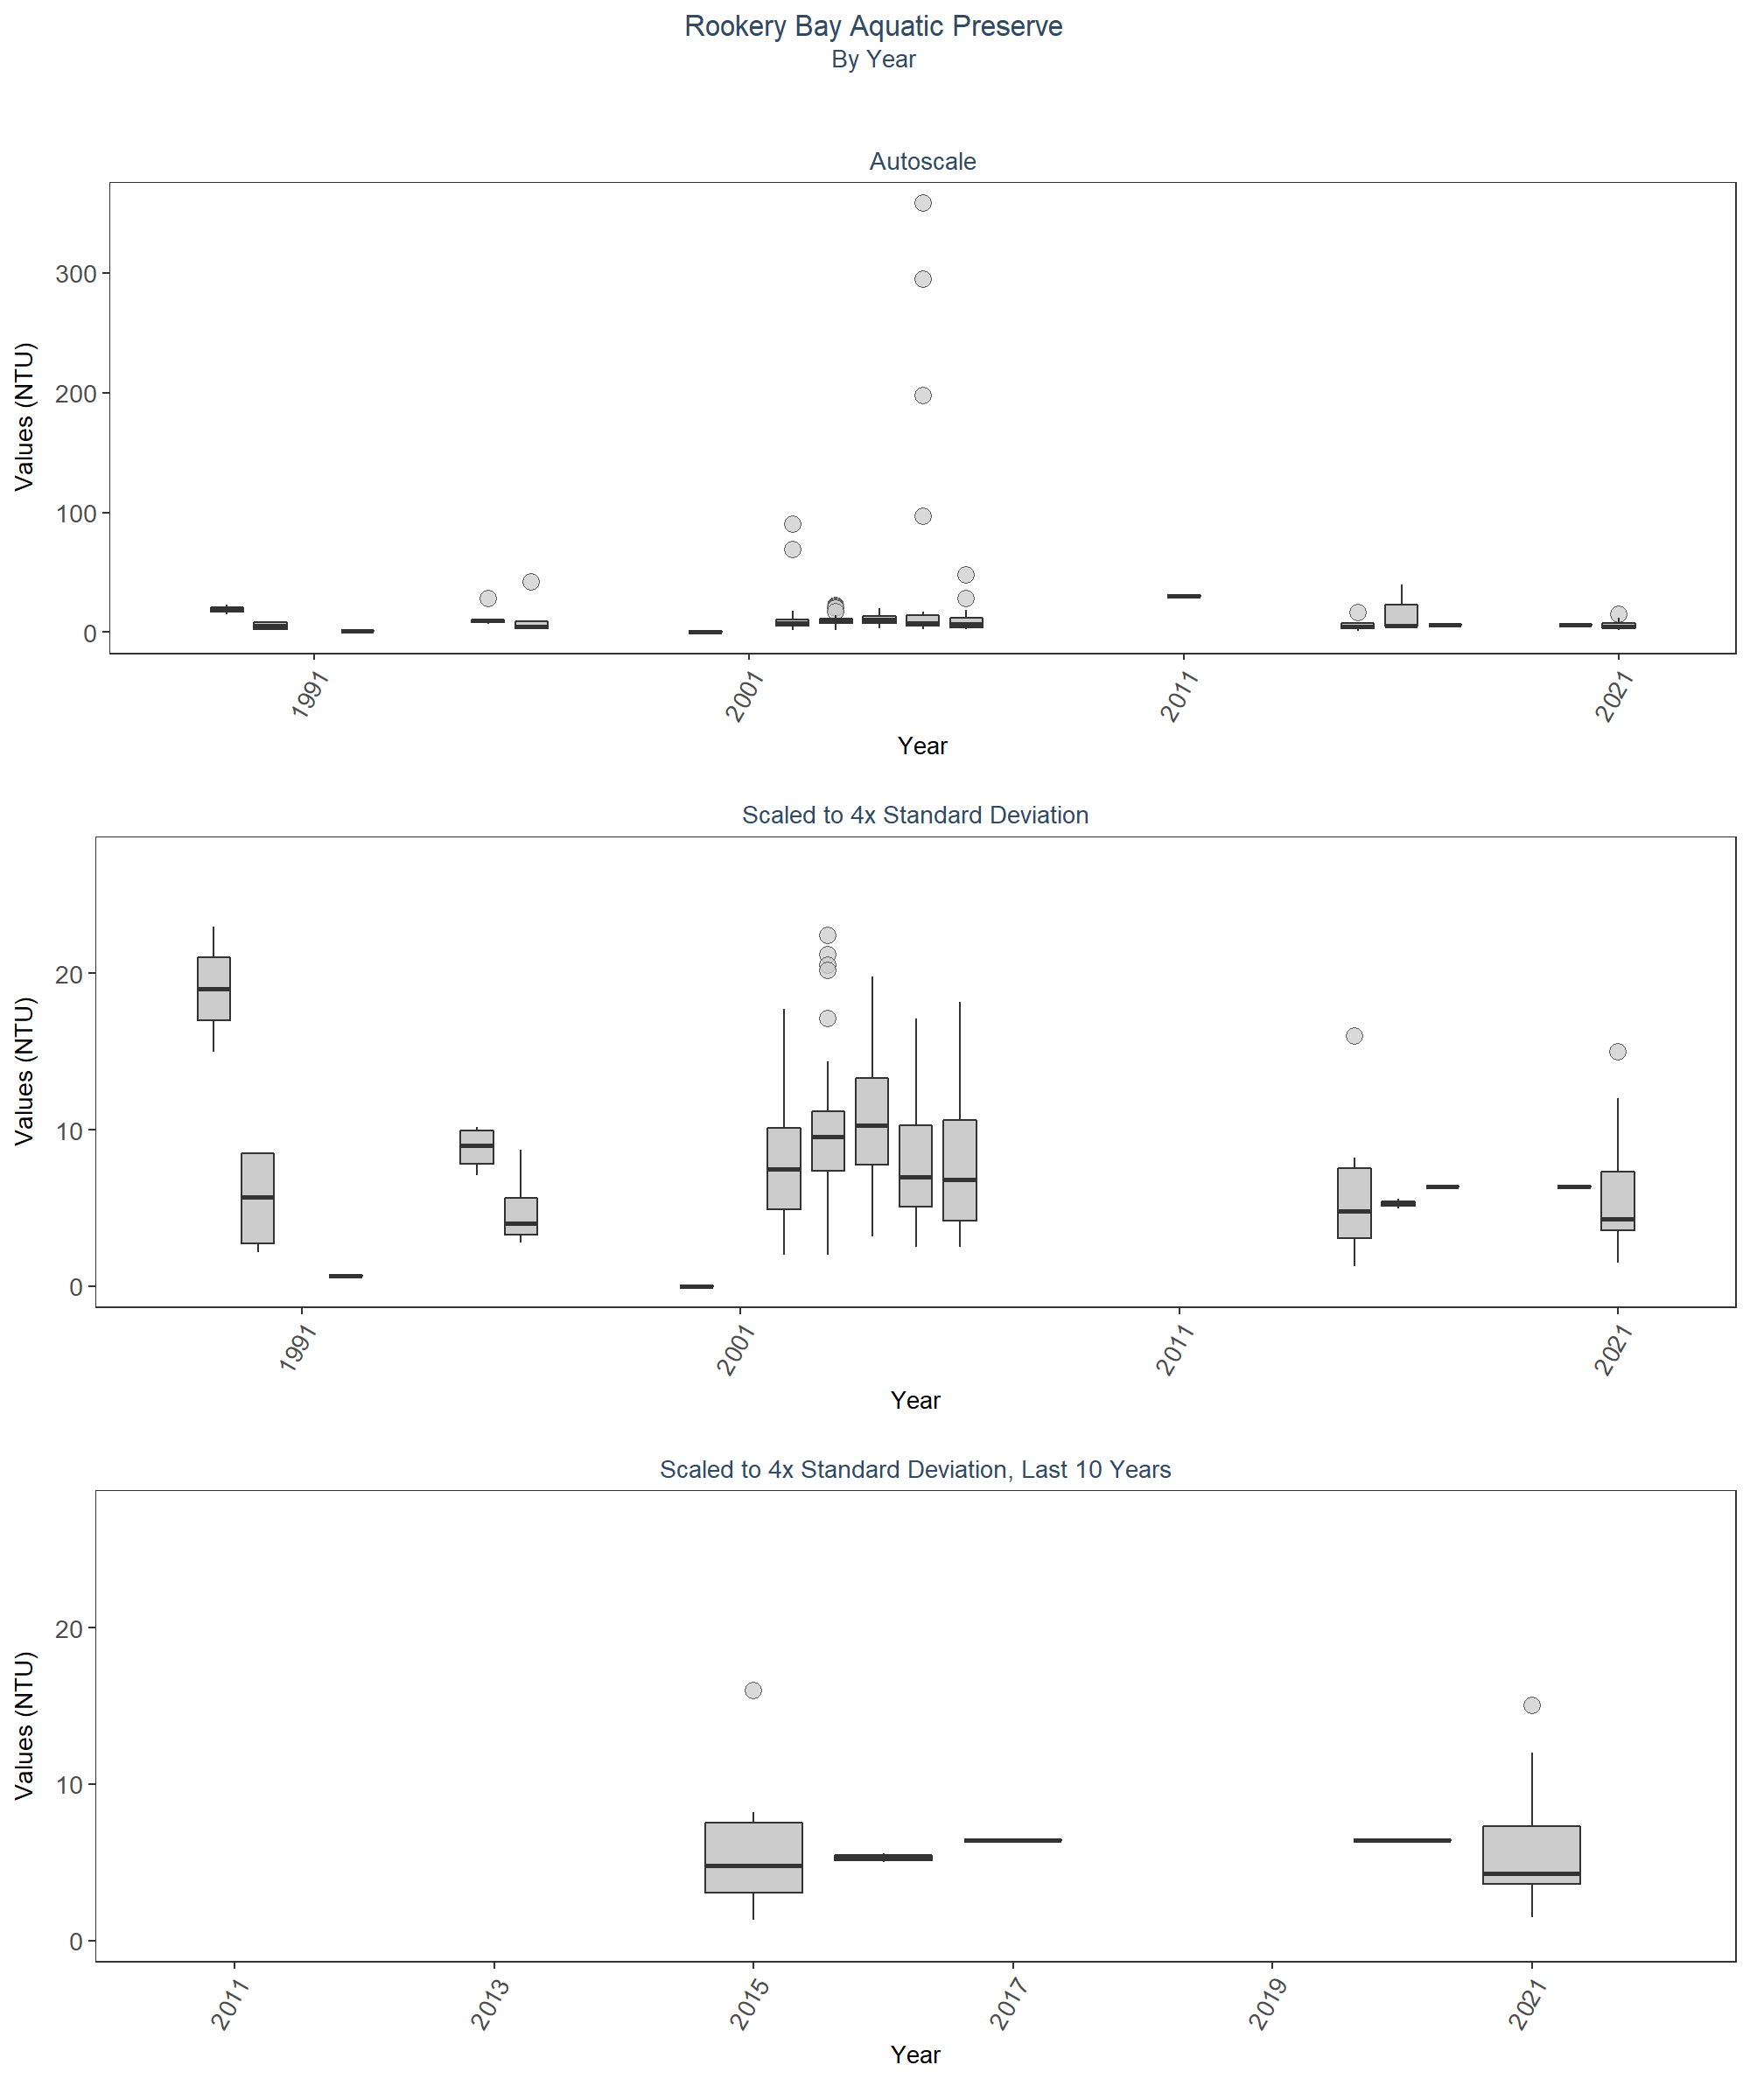 Rookery Bay Aquatic Preserve
By Year
Autoscale
300
200
100
0
Values (NTU)
1991
2001
2011
2021
Year
Scaled to 4x Standard Deviation
20
10
0
Values (NTU)
1991
2001
2011
2021
Year
Scaled to 4x Standard Deviation, Last 10 Years
20
10
0
Values (NTU)
2011
2013
2015
2017
2019
2021
Year